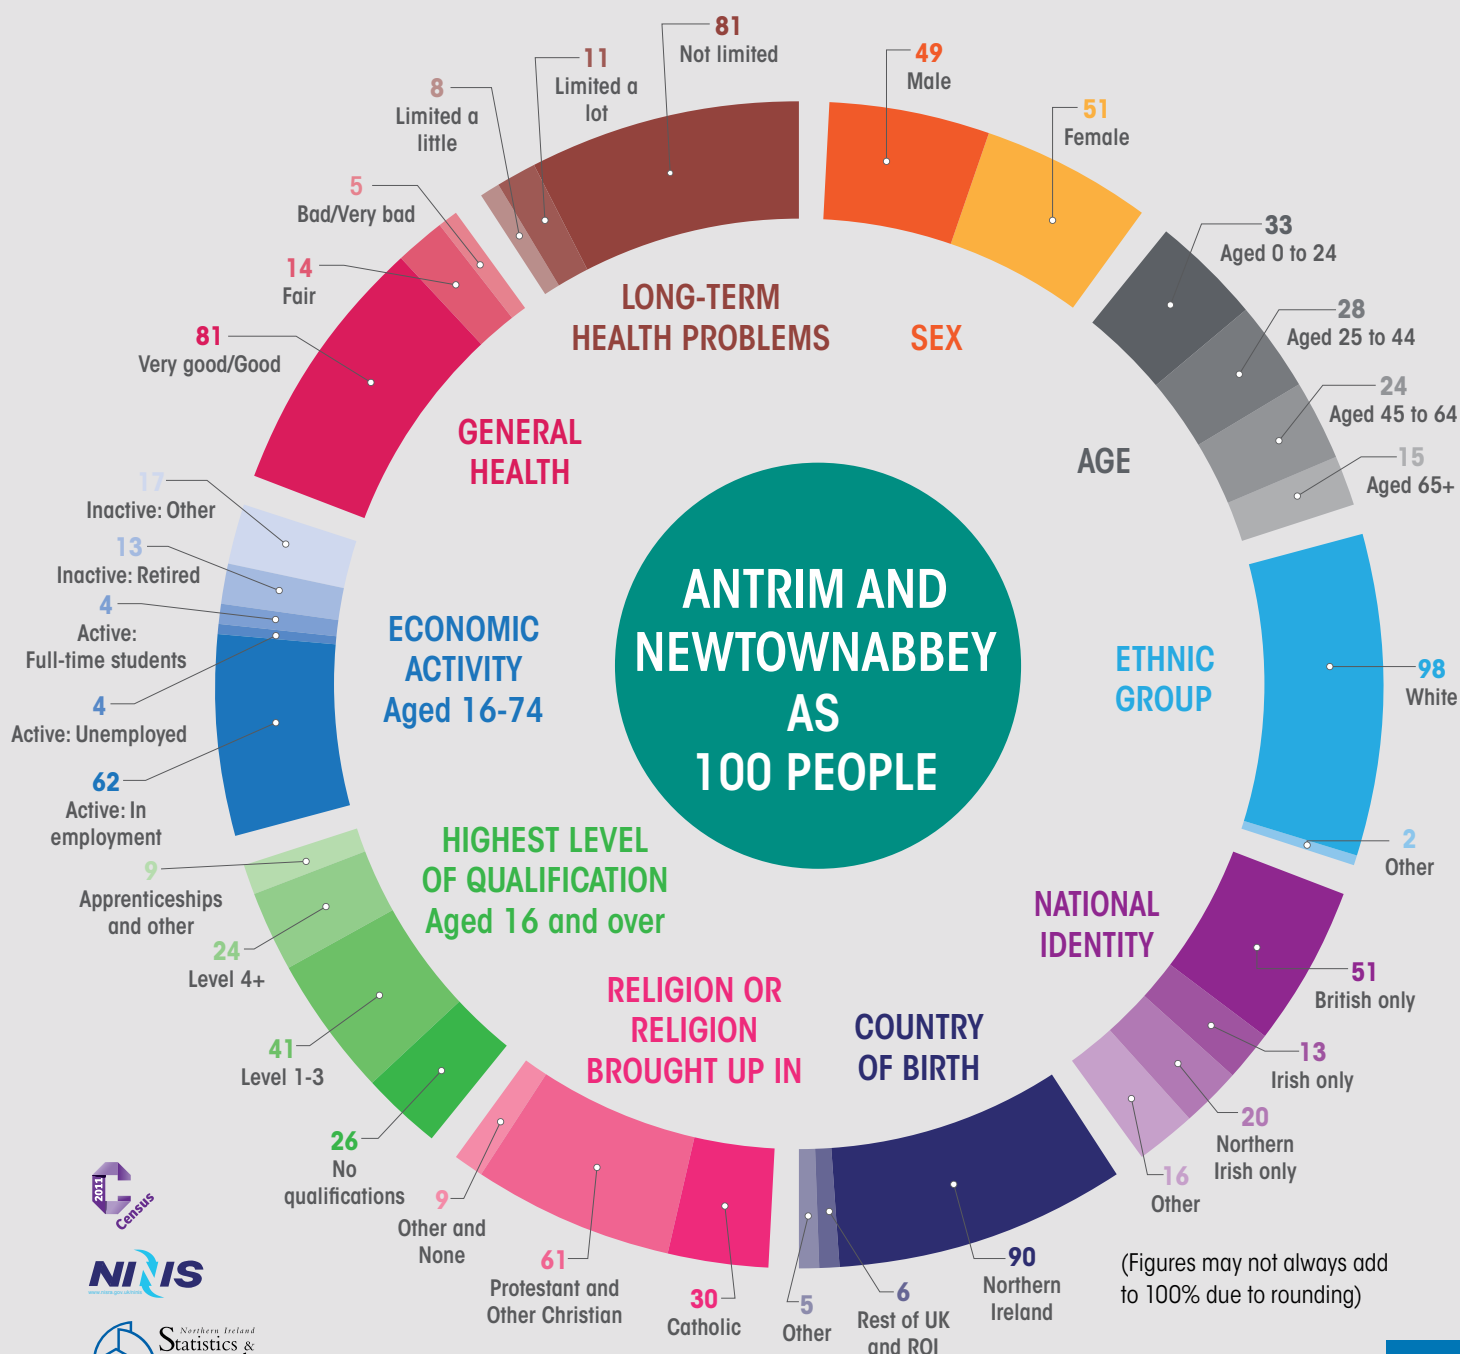 81
Not limited
11
Limited a
lot
8
Limited a
little
5
Bad/Very bad
14
Fair
81
Very good/Good
49
Male
51
Female
33
Aged 0 to 24
28
Aged 25 to 44
24
Aged 45 to 64
15
Aged 65+
LONG-TERM
HEALTH PROBLEMS
SEX
GENERAL
HEALTH
AGE
17
Inactive: Other
13
Inactive: Retired
4
Active:
Full-time students
4
Active: Unemployed
62
Active: In
employment
ECONOMIC
ACTIVITY
Aged 16-74
ANTRIM AND
NEWTOWNABBEY
AS
100 PEOPLE
ETHNIC
GROUP
98
White
2
Other
HIGHEST LEVEL
OF QUALIFICATION
Aged 16 and over
9
Apprenticeships
and other
24
Level 4+
41
Level 1-3
26
No
qualifications
NATIONAL
IDENTITY
51
British only
13
Irish only
20
Northern
Irish only
16
Other
RELIGION OR
RELIGION
BROUGHT UP IN
9
Other and
None
61
Protestant and
Other Christian
30
Catholic
COUNTRY
OF BIRTH
5
Other
6
Rest of UK
and ROI
90
Northern
Ireland
(Figures may not always add
to 100% due to rounding)
2011
Census
NINIS
Northern Ireland
Statistics &